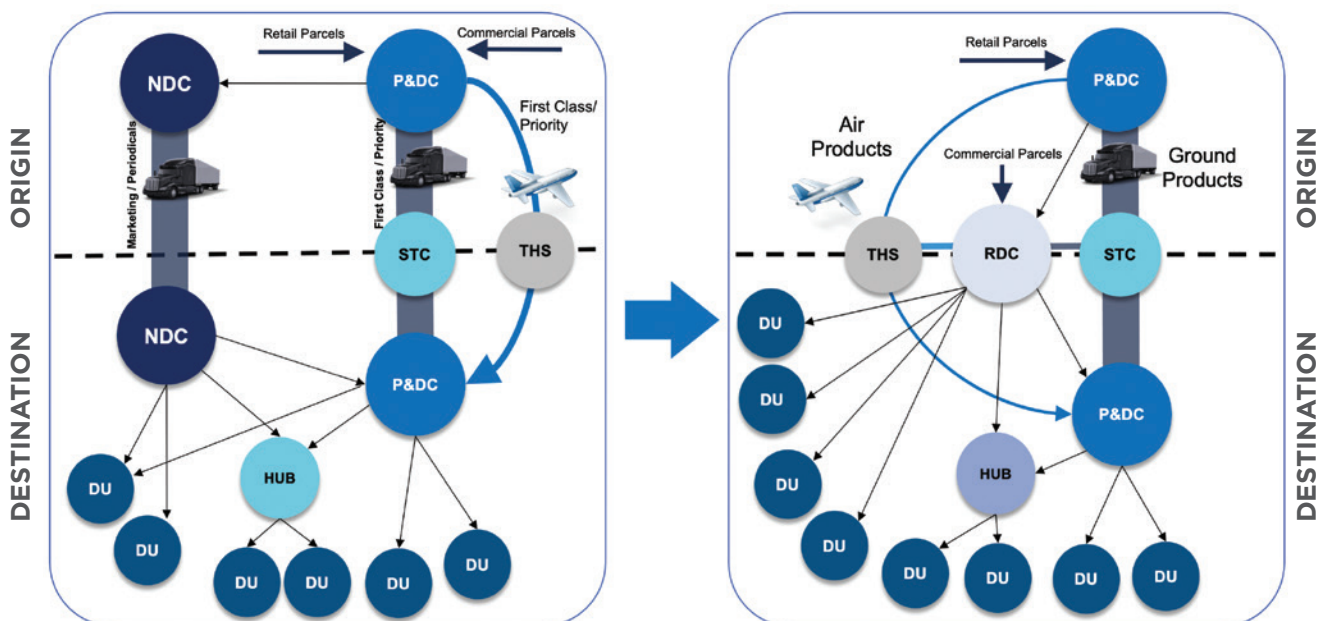 ORIGIN
DESTINATION
Retail Parcels
Commercial Parcels
NDC
P&DC
First Class/
Priority
Marketing / Periodicals
First Class / Priority
STC
THS
NDC
P&DC
HUB
DU
DU
DU
DU
DU
DU
Retail Parcels
P&DC
Air
Products
Commercial Parcels
Ground
Products
THS
RDC
STC
DU
DU
P&DC
DU
HUB
DU
DU
DU
DU
DU
ORIGIN
DESTINATION